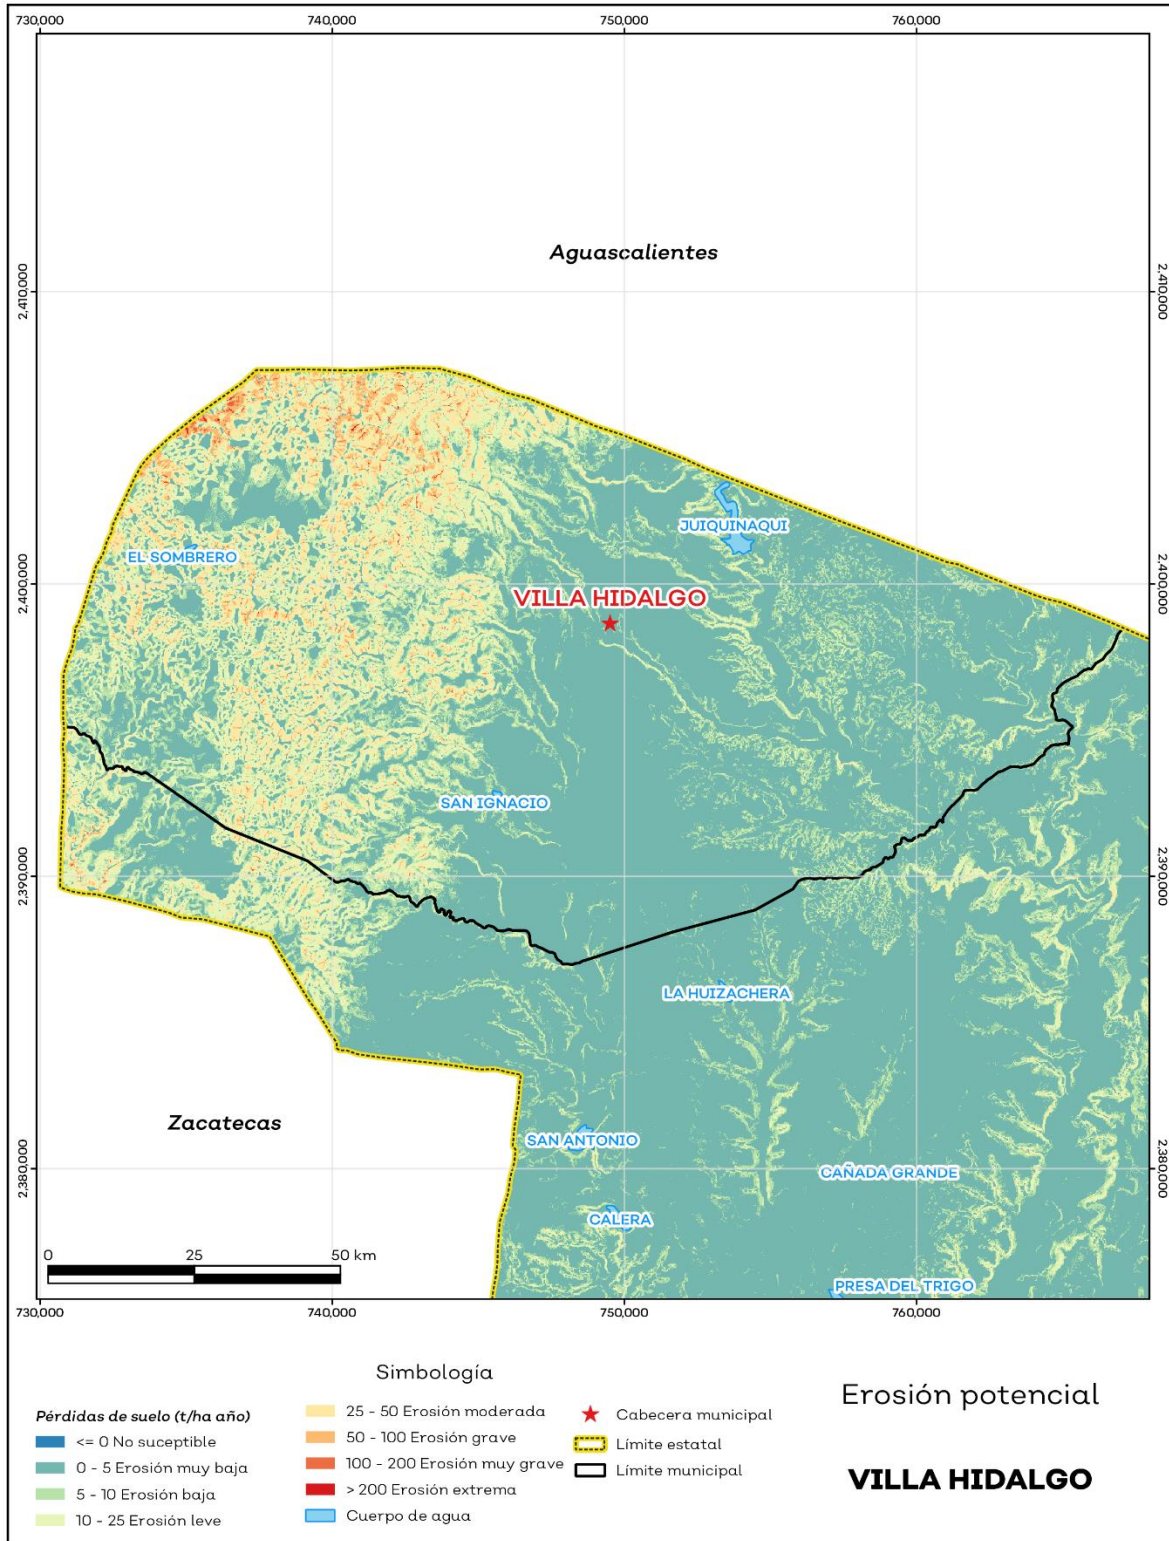 730,000 740,000 750,000 760,000
Aguascalientes
2,410,000 2,410,000
JUIQUINAQUI
EL SOMBRERO
2,400,000 2,400,000
VILLA HIDALGO
SAN IGNACIO
2,390,000 2,390,000
LA HUIZACHERA
Zacatecas
SAN ANTONIO
2,380,000 2,380,000
CAÑADA GRANDE
CALERA
0 25 50 km
PRESA DEL TRIGO
730,000 740,000 750,000 760,000
Simbología
Pérdidas de suelo (t/ha año)
<= 0 No suceptible
0 - 5 Erosión muy baja
5 - 10 Erosión baja
10 - 25 Erosión leve
25 - 50 Erosión moderada
50 - 100 Erosión grave
100 - 200 Erosión muy grave
> 200 Erosión extrema
Cuerpo de agua
Cabecera municipal
Límite estatal
Límite municipal
Erosión potencial
VILLA HIDALGO